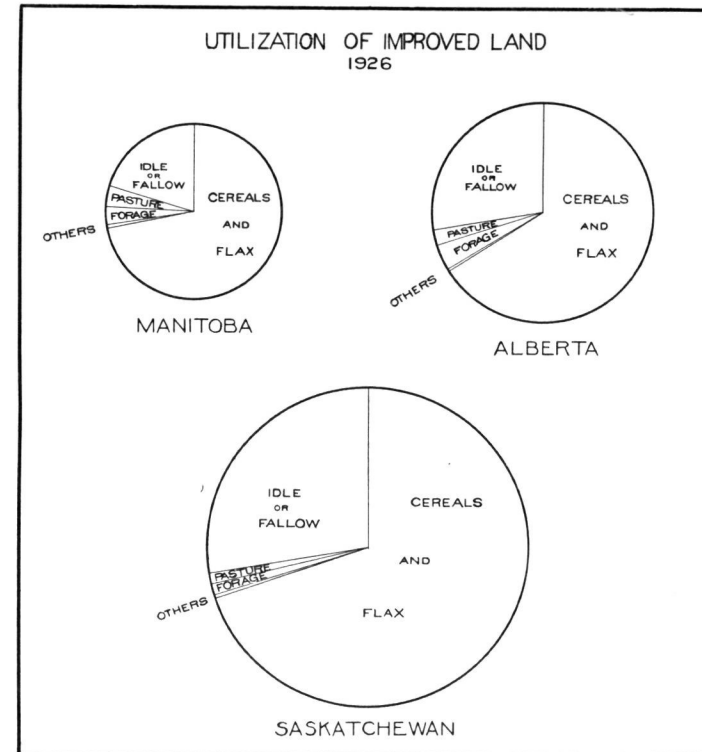 UTILIZATION OF IMPROVED LAND
1926
IDLE
OR
FALLOW
PASTURE
FORAGE
OTHERS
CEREALS
AND
FLAX
MANITOBA
IDLE
OR
FALLOW
PASTURE
FORAGE
OTHERS
CEREALS
AND
FLAX
ALBERTA
IDLE
OR
FALLOW
PASTURE
FORAGE
OTHERS
CEREALS
AND
FLAX
SASKATCHEWAN